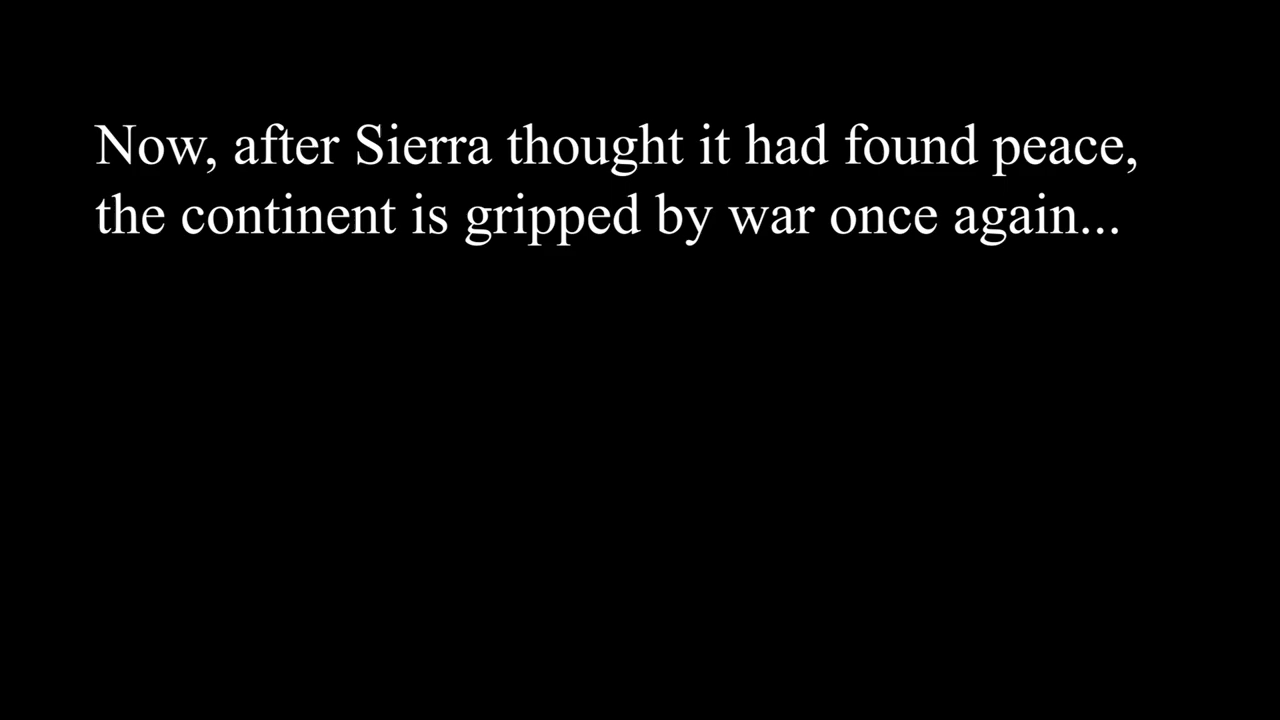 Now, after Sierra thought it had found peace,
the continent is gripped by war once again...